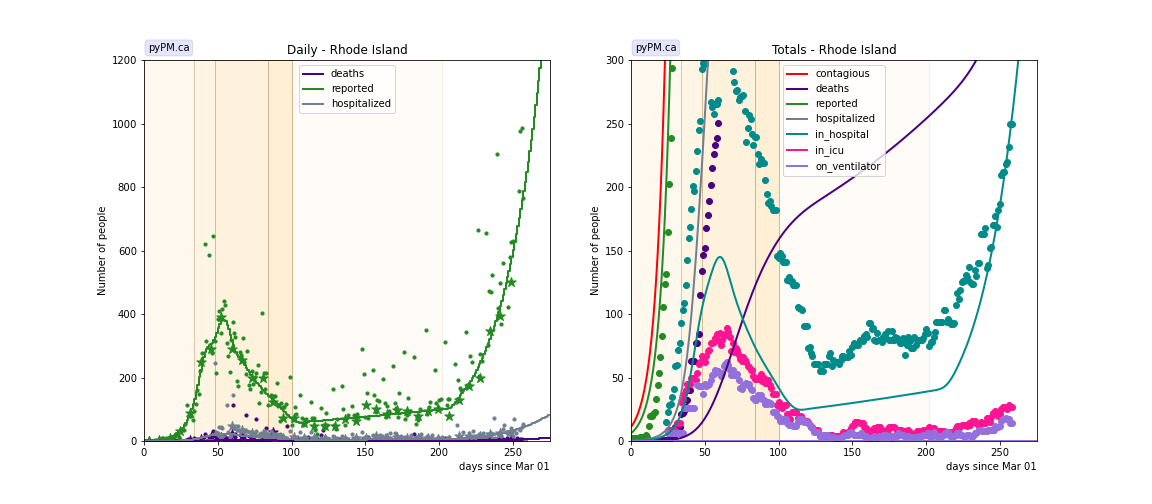 pyPM.ca
Daily - Rhode Island
1200
1000
800
600
400
200
0
Number of people
deaths
reported
hospitalized
0
50
100
150
200
250
days since Mar 01
pyPM.ca
Totals - Rhode Island
300
250
200
150
100
50
0
Number of people
contagious
deaths
reported
hospitalized
in_hospital
in_icu
on_ventilator
0
50
100
150
200
250
days since Mar 01